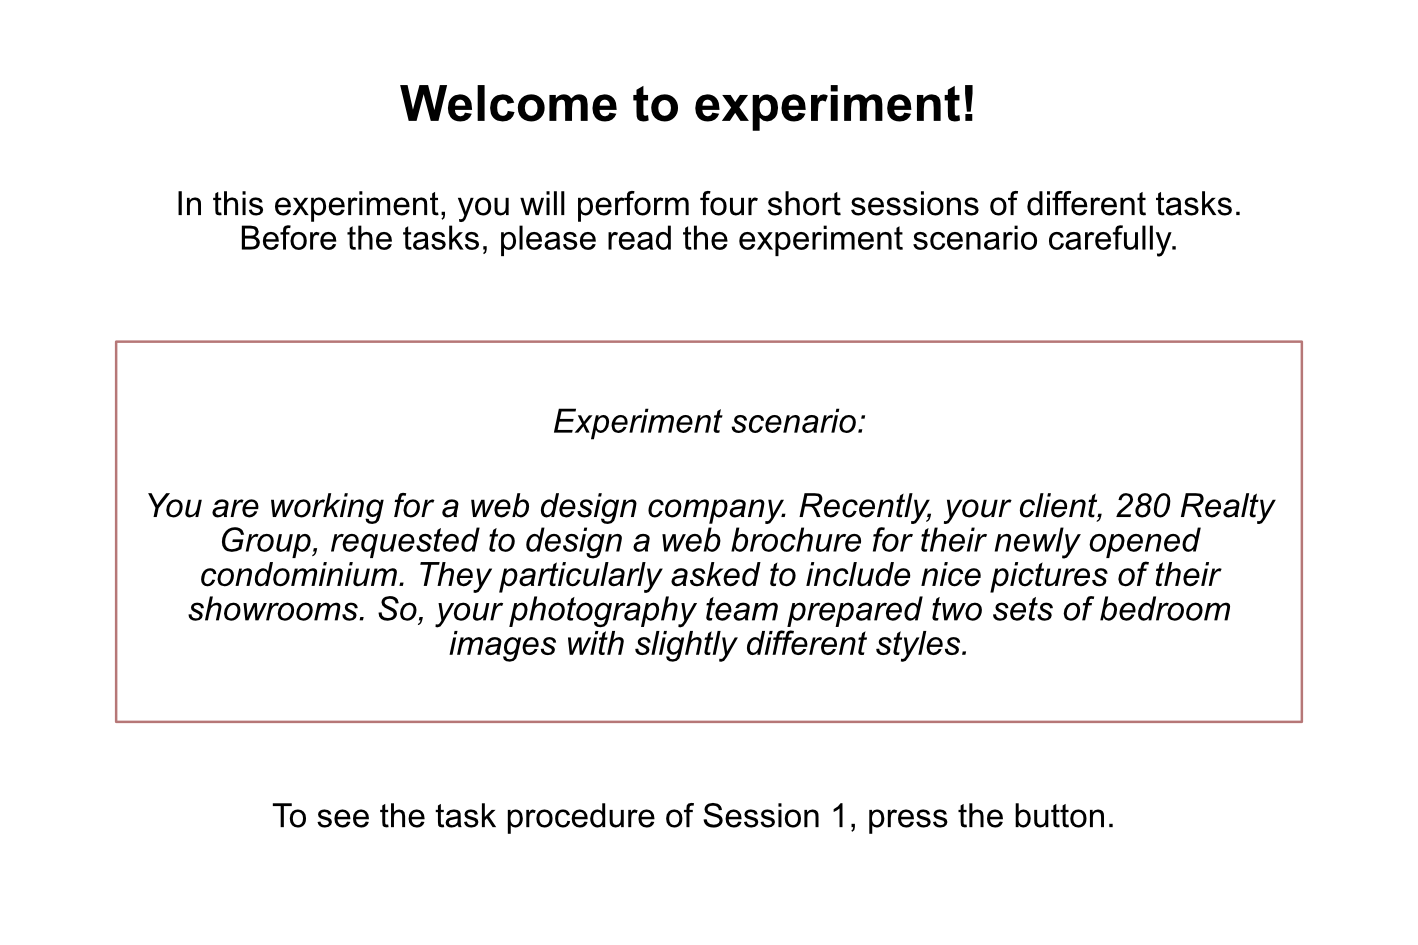 Welcome to experiment!
In this experiment, you will perform four short sessions of different tasks.
Before the tasks, please read the experiment scenario carefully.
Experiment scenario:
You are working for a web design company. Recently, your client, 280 Realty
Group, requested to design a web brochure for their newly opened
condominium. They particularly asked to include nice pictures of their
showrooms. So, your photography team prepared two sets of bedroom
images with slightly different styles.
To see the task procedure of Session 1, press the button.